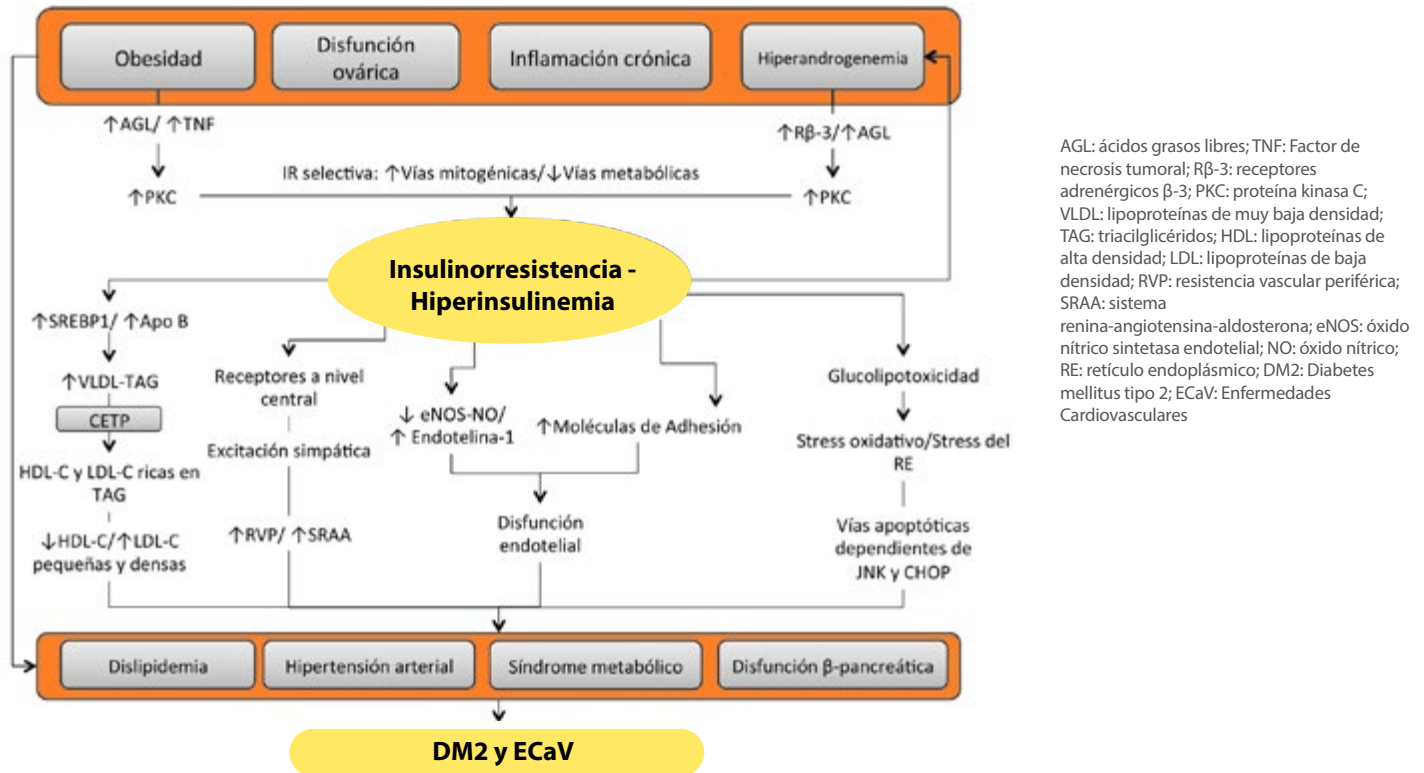 Obesidad
Disfunción
ovárica
Inflamación crónica
Hiperandrogenemia
↑AGL/ ↑TNF
↑Rβ-3/↑AGL
IR selectiva: ↑Vías mitogénicas/↓Vías metabólicas
↑PKC
↑PKC
Insulinorresistencia -
Hiperinsulinemia
↑SREBP1/ ↑Apo B
↑VLDL-TAG
CETP
HDL-C y LDL-C ricas en
TAG
↓HDL-C/↑LDL-C
pequeñas y densas
Receptores a nivel
central
Excitación simpática
↑RVP/ ↑SRAA
↓ eNOS-NO/
↑ Endotelina-1
↑Moléculas de Adhesión
Disfunción
endotelial
Glucolipotoxicidad
Stress oxidativo/Stress del
RE
Vías apoptóticas
dependientes de
JNK y CHOP
Dislipidemia
Hipertensión arterial
Síndrome metabólico
Disfunción β-pancreática
DM2 y ECaV
AGL: ácidos grasos libres; TNF: Factor de
necrosis tumoral; Rβ-3: receptores
adrenérgicos β-3; PKC: proteína kinasa C;
VLDL: lipoproteínas de muy baja densidad;
TAG: triacilglicéridos; HDL: lipoproteínas de
alta densidad; LDL: lipoproteínas de baja
densidad; RVP: resistencia vascular periférica;
SRAA: sistema
renina-angiotensina-aldosterona; eNOS: óxido
nítrico sintetasa endotelial; NO: óxido nítrico;
RE: retículo endoplásmico; DM2: Diabetes
mellitus tipo 2; ECaV: Enfermedades
Cardiovasculares